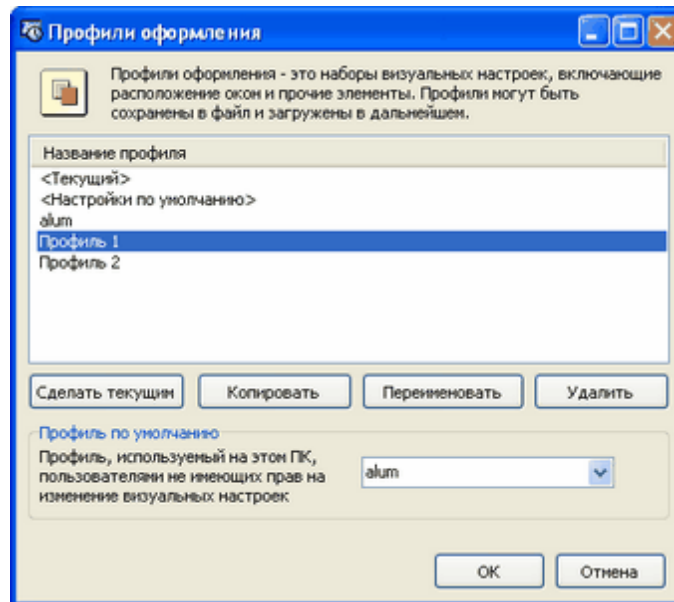 Профили оформления
Профили оформления - это наборы визуальных настроек, включающие
расположение окон и прочие элементы. Профили могут быть
сохранены в файл и загружены в дальнейшем.
Название профиля
<Текущий>
<Настройки по умолчанию>
alum
Профиль 1
Профиль 2
Сделать текущим Копировать Переименовать Удалить
Профиль по умолчанию
Профиль, используемый на этом ПК,
пользователями не имеющих прав на
изменение визуальных настроек
alum
OK Отмена